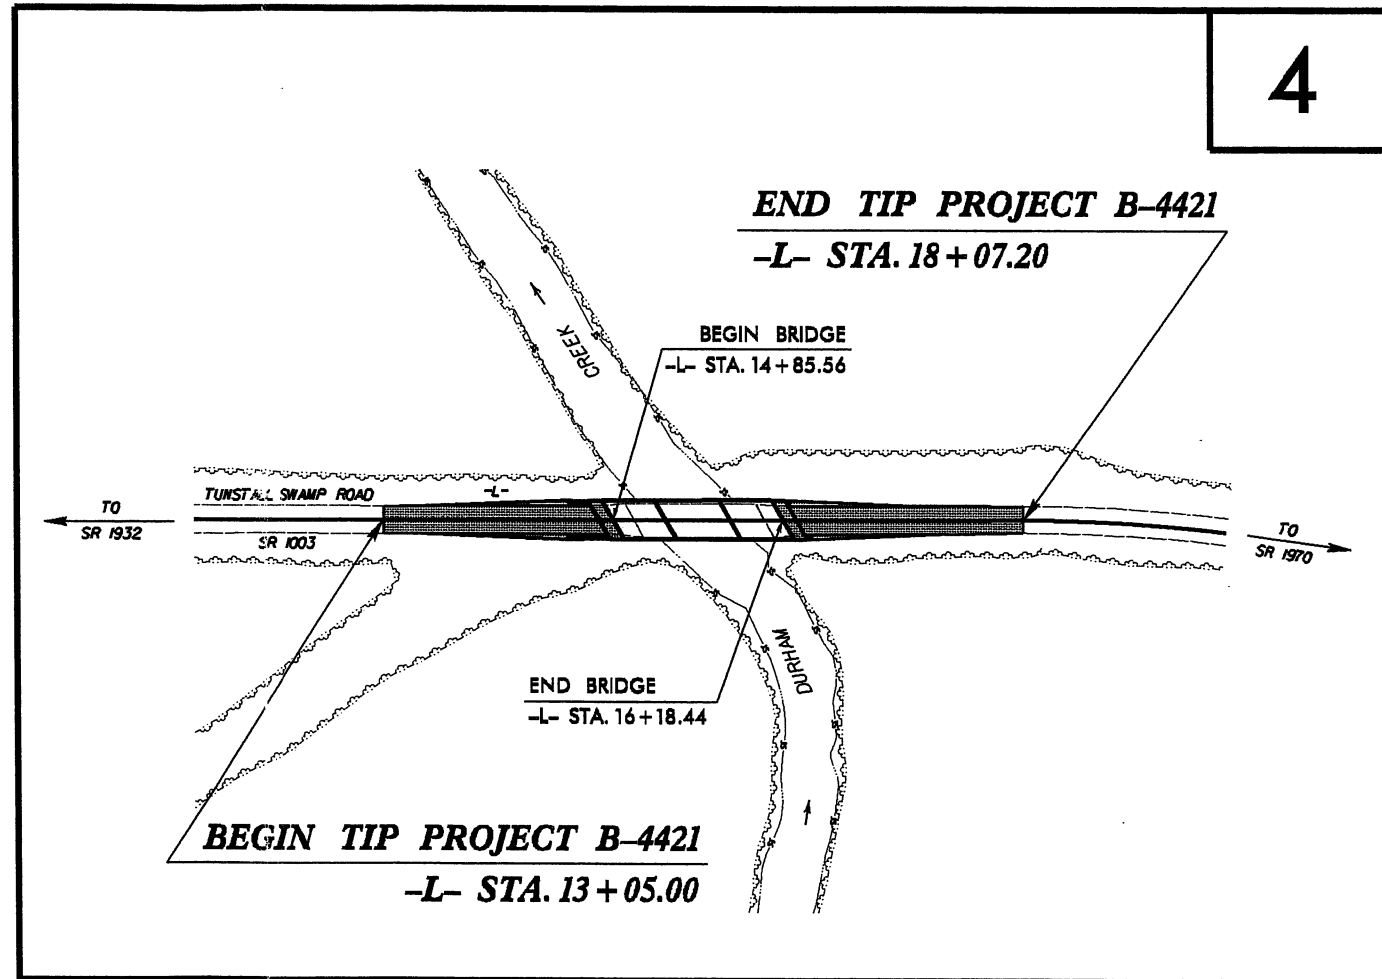 4
END TIP PROJECT B-4421
-L- STA. 18+07.20
BEGIN BRIDGE
-L- STA. 14+85.56
CREEK
TUNSTALL SWAMP ROAD
-L-
TO
SR 1932
SR 1003
TO
SR 1970
DURHAM
END BRIDGE
-L- STA. 16+18.44
BEGIN TIP PROJECT B-4421
-L- STA. 13+05.00